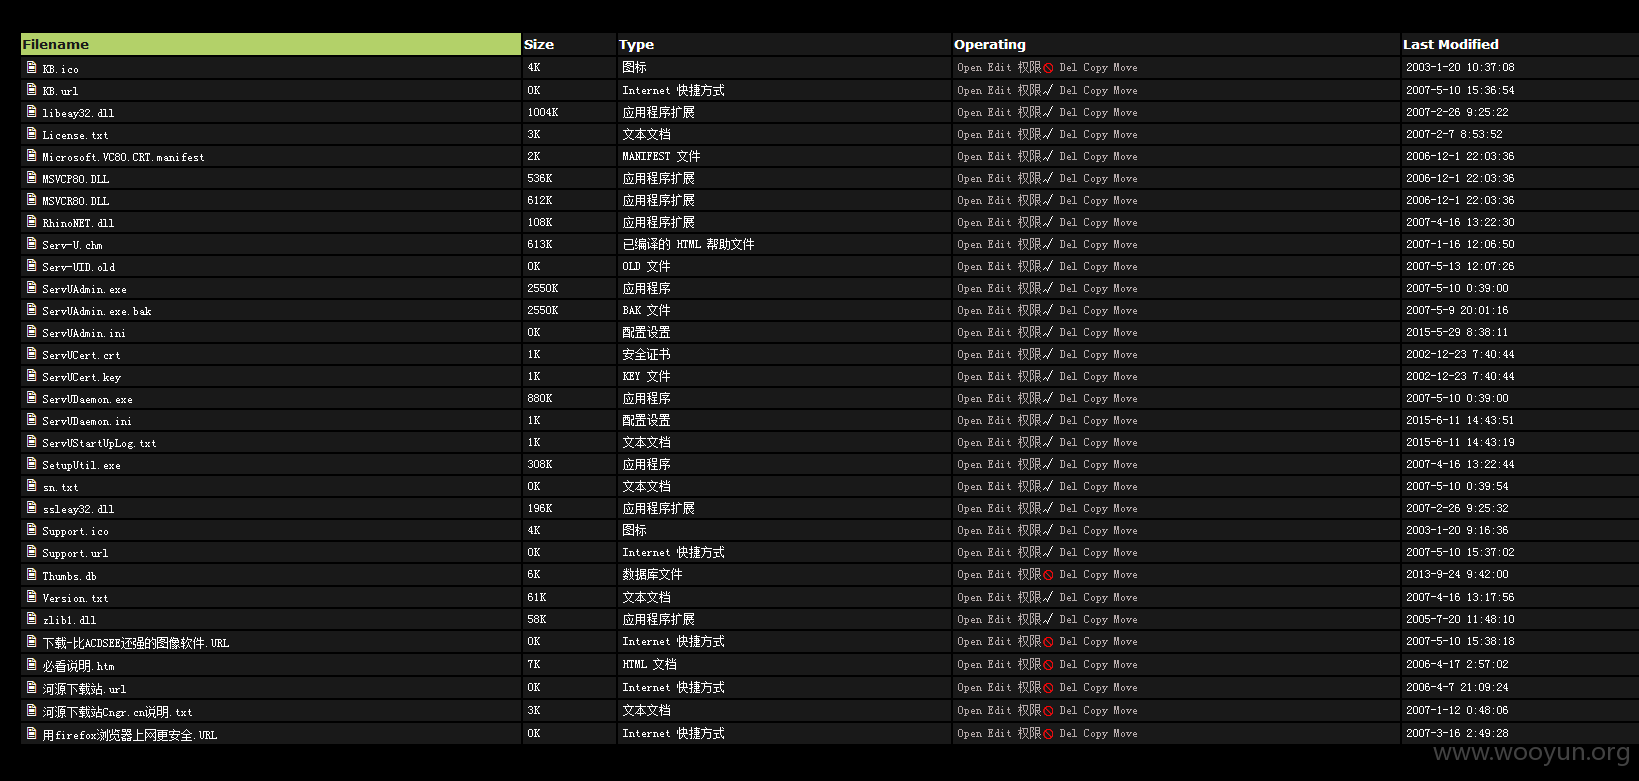 Filename Size Type Operating Last Modified
KB.ico 4K 图标 Open Edit 权限 Del Copy Move 2003-1-20 10:37:08
KB.url 0K Internet 快捷方式 Open Edit 权限✓ Del Copy Move 2007-5-10 15:36:54
libeay32.dll 1004K 应用程序扩展 Open Edit 权限✓ Del Copy Move 2007-2-26 9:25:22
License.txt 3K 文本文档 Open Edit 权限✓ Del Copy Move 2007-2-7 8:53:52
Microsoft.VC80.CRT.manifest 2K MANIFEST 文件 Open Edit 权限✓ Del Copy Move 2006-12-1 22:03:36
MSVCP80.DLL 536K 应用程序扩展 Open Edit 权限✓ Del Copy Move 2006-12-1 22:03:36
MSVCR80.DLL 612K 应用程序扩展 Open Edit 权限✓ Del Copy Move 2006-12-1 22:03:36
RhinoNET.dll 108K 应用程序扩展 Open Edit 权限✓ Del Copy Move 2007-4-16 13:22:30
Serv-U.chm 613K 已编译的 HTML 帮助文件 Open Edit 权限✓ Del Copy Move 2007-1-16 12:06:50
Serv-UID.old 0K OLD 文件 Open Edit 权限✓ Del Copy Move 2007-5-13 12:07:26
ServUAdmin.exe 2550K 应用程序 Open Edit 权限✓ Del Copy Move 2007-5-10 0:39:00
ServUAdmin.exe.bak 2550K BAK 文件 Open Edit 权限✓ Del Copy Move 2007-5-9 20:01:16
ServUAdmin.ini 0K 配置设置 Open Edit 权限✓ Del Copy Move 2015-5-29 8:38:11
ServUCert.crt 1K 安全证书 Open Edit 权限✓ Del Copy Move 2002-12-23 7:40:44
ServUCert.key 1K KEY 文件 Open Edit 权限✓ Del Copy Move 2002-12-23 7:40:44
ServUDaemon.exe 880K 应用程序 Open Edit 权限✓ Del Copy Move 2007-5-10 0:39:00
ServUDaemon.ini 1K 配置设置 Open Edit 权限✓ Del Copy Move 2015-6-11 14:43:51
ServUStartUpLog.txt 1K 文本文档 Open Edit 权限✓ Del Copy Move 2015-6-11 14:43:19
SetupUtil.exe 308K 应用程序 Open Edit 权限✓ Del Copy Move 2007-4-16 13:22:44
sn.txt 0K 文本文档 Open Edit 权限✓ Del Copy Move 2007-5-10 0:39:54
ssleay32.dll 196K 应用程序扩展 Open Edit 权限✓ Del Copy Move 2007-2-26 9:25:32
Support.ico 4K 图标 Open Edit 权限✓ Del Copy Move 2003-1-20 9:16:36
Support.url 0K Internet 快捷方式 Open Edit 权限✓ Del Copy Move 2007-5-10 15:37:02
Thumbs.db 6K 数据库文件 Open Edit 权限 Del Copy Move 2013-9-24 9:42:00
Version.txt 61K 文本文档 Open Edit 权限✓ Del Copy Move 2007-4-16 13:17:56
zlib1.dll 58K 应用程序扩展 Open Edit 权限✓ Del Copy Move 2005-7-20 11:48:10
下载-比ACDSEE还强的图像软件.URL 0K Internet 快捷方式 Open Edit 权限 Del Copy Move 2007-5-10 15:38:18
必看说明.htm 7K HTML 文档 Open Edit 权限 Del Copy Move 2006-4-17 2:57:02
河源下载站.url 0K Internet 快捷方式 Open Edit 权限 Del Copy Move 2006-4-7 21:09:24
河源下载站Cngr.cn说明.txt 3K 文本文档 Open Edit 权限 Del Copy Move 2007-1-12 0:48:06
用firefox浏览器上网更安全.URL 0K Internet 快捷方式 Open Edit 权限 Del Copy Move 2007-3-16 2:49:28
www.wooyun.org